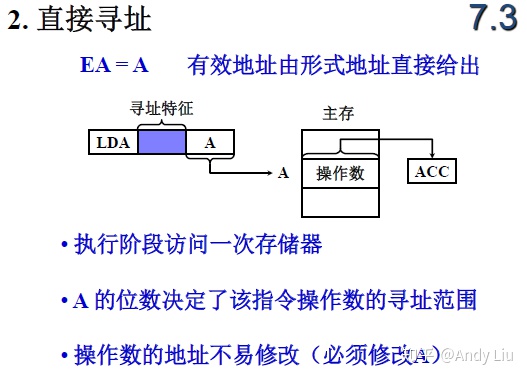 2. 直接寻址
7.3
EA = A 有效地址由形式地址直接给出
寻址特征
主存
LDA
A
A
操作数
ACC
• 执行阶段访问一次存储器
• A 的位数决定了该指令操作数的寻址范围
• 操作数的地址不易修改（必须修改A）
知乎 @Andy Liu